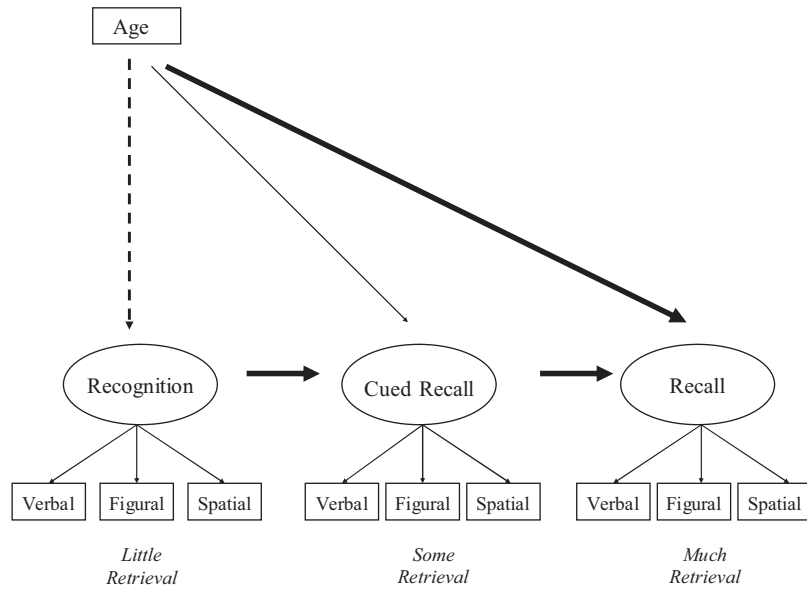 Age
Recognition
Cued Recall
Recall
Verbal
Figural
Spatial
Verbal
Figural
Spatial
Verbal
Figural
Spatial
Little
Retrieval
Some
Retrieval
Much
Retrieval